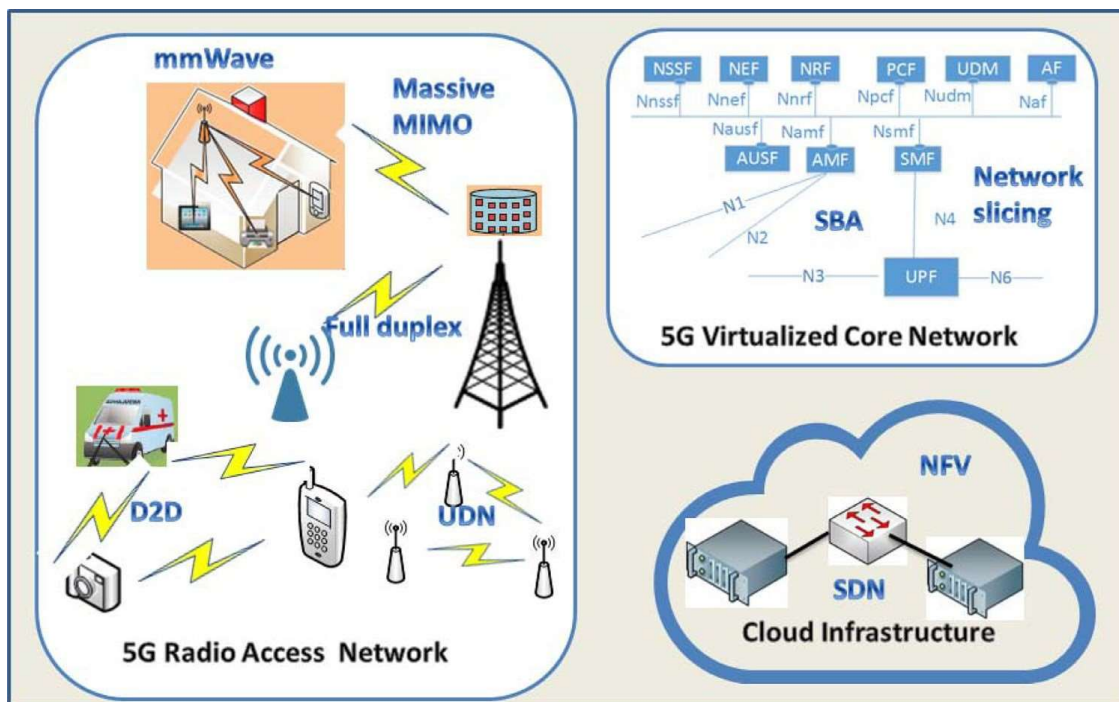 mmWave
Massive
MIMO
Full duplex
D2D
UDN
5G Radio Access Network
NSSF NEF NRF PCF UDM AF
Nnssf Nnef Nnrf Npcf Nudm Naf
Nausf Namf Nsmf
AUSF AMF SMF
N1
N2
SBA
N4
Network
slicing
N3
UPF
N6
5G Virtualized Core Network
NFV
SDN
Cloud Infrastructure